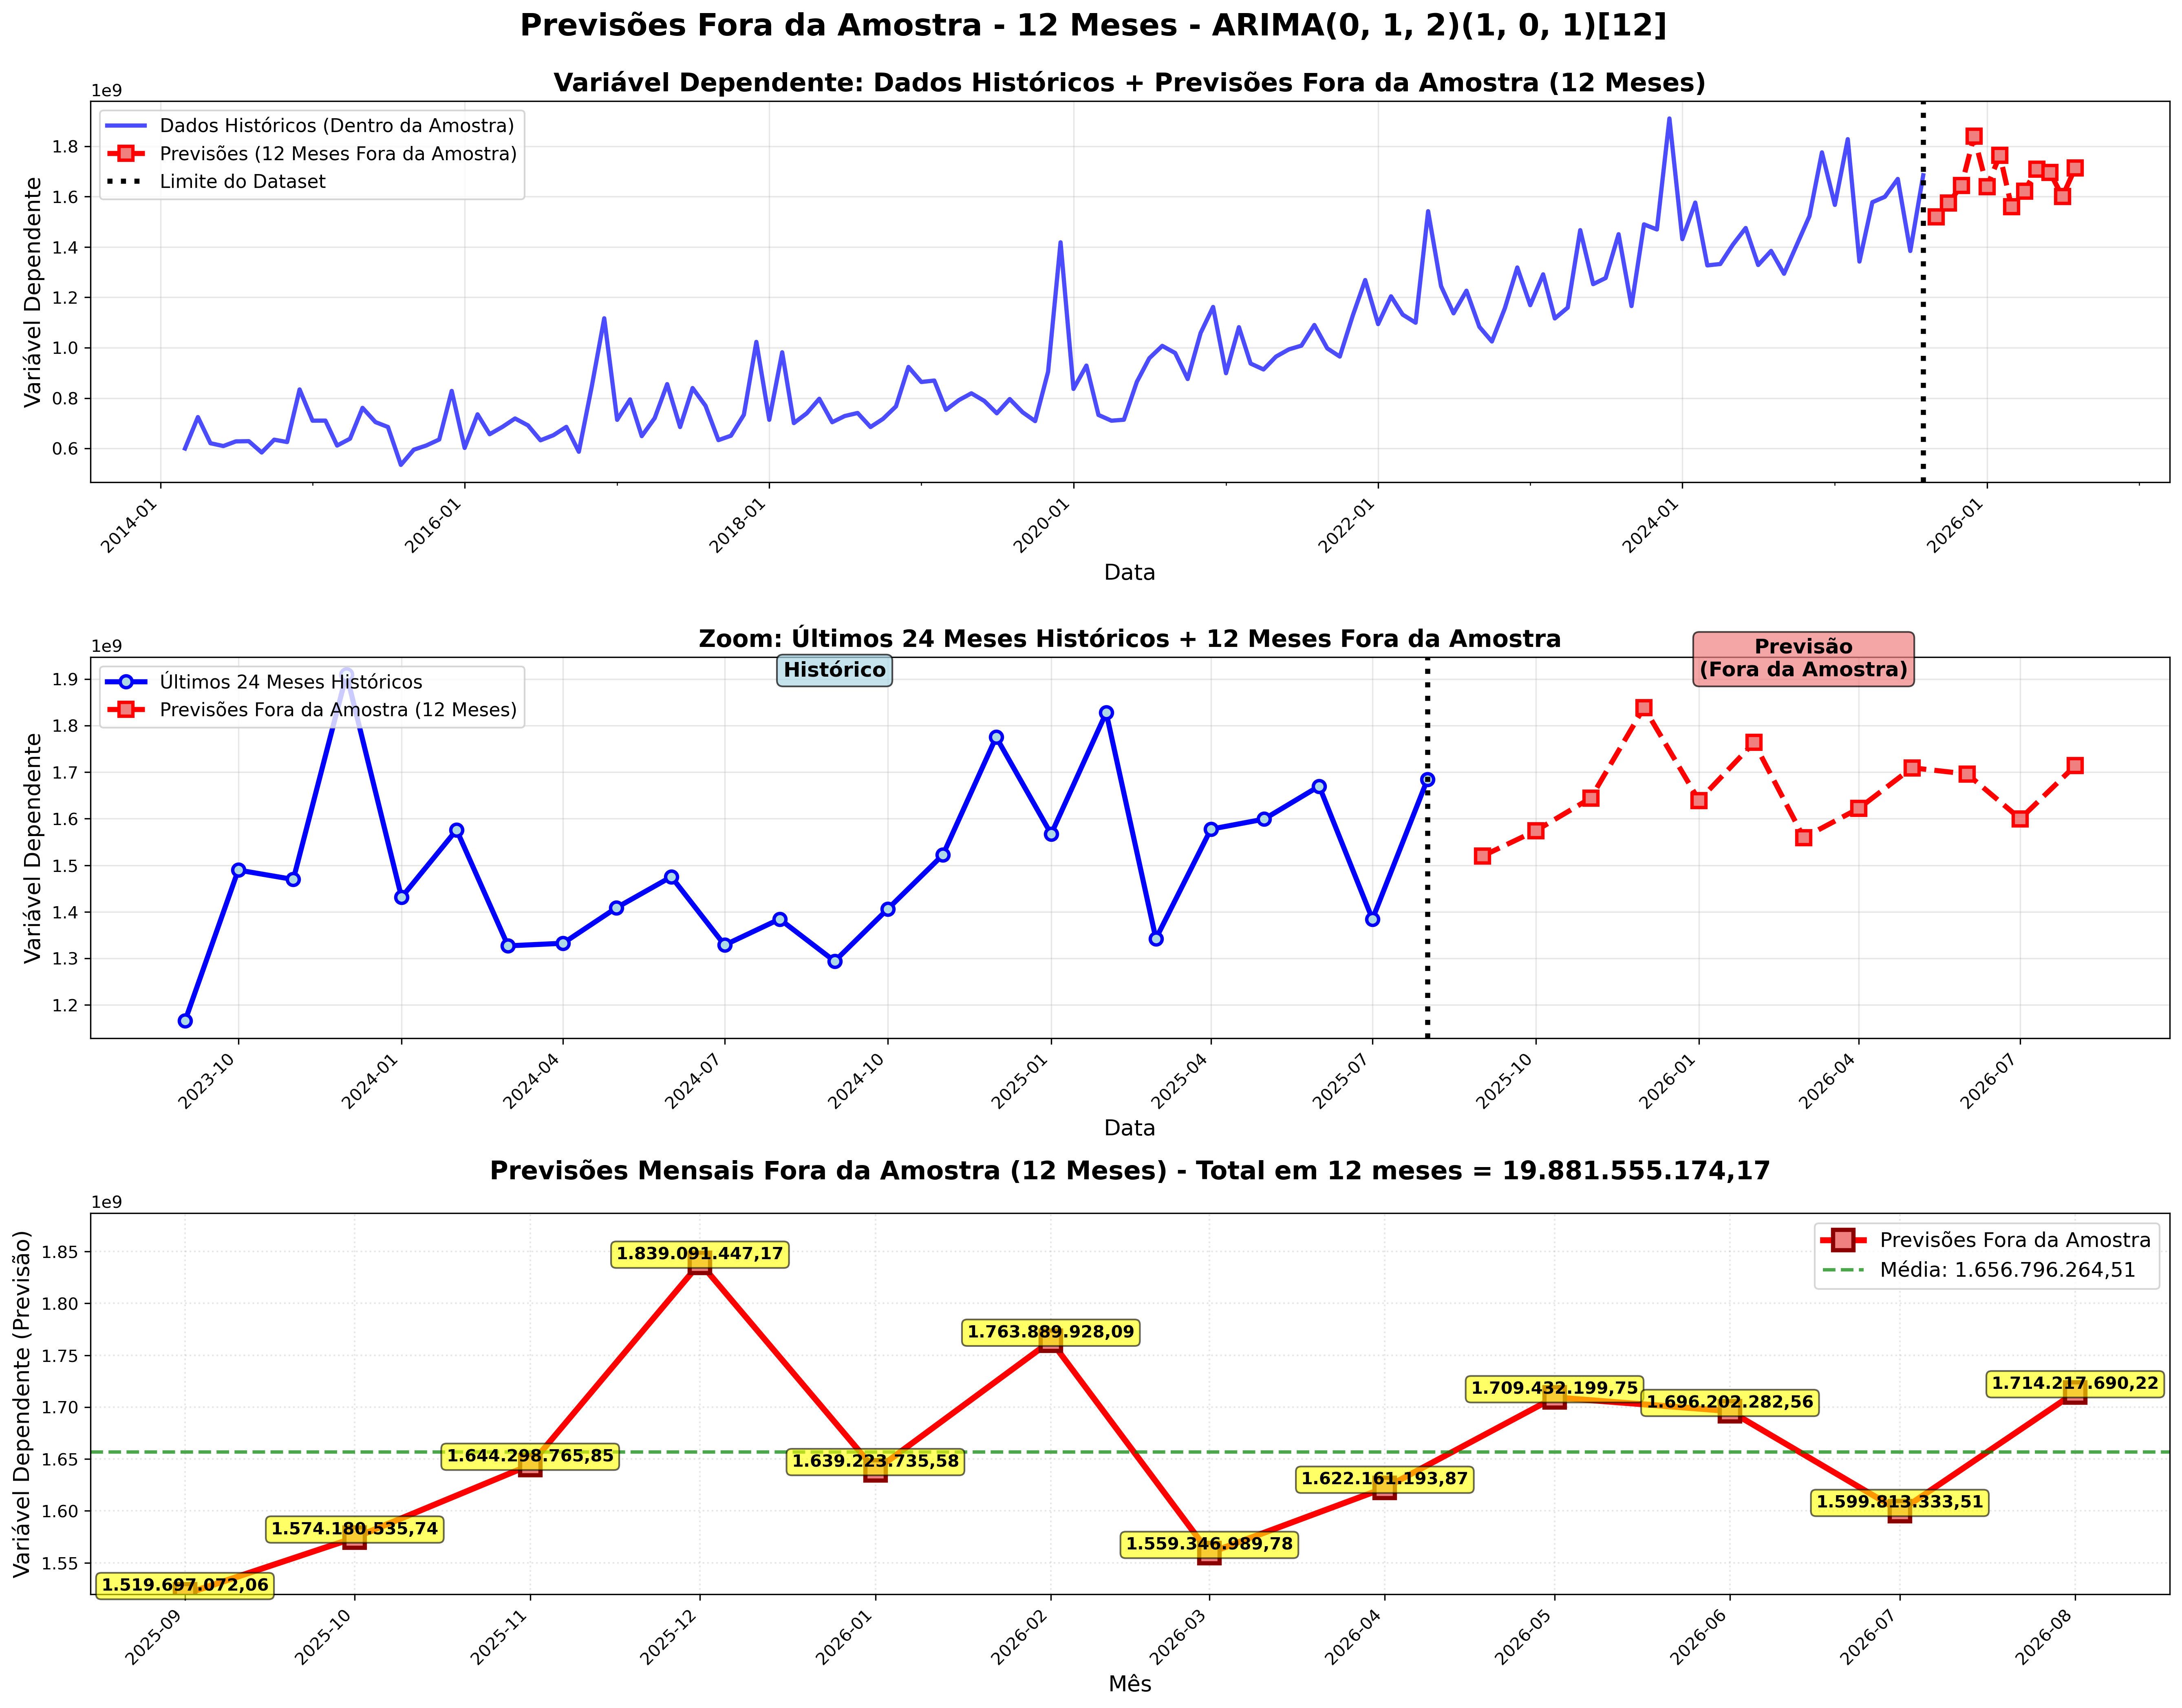 Previsões Fora da Amostra - 12 Meses - ARIMA(0, 1, 2)(1, 0, 1)[12]
Variável Dependente: Dados Históricos + Previsões Fora da Amostra (12 Meses)
1e9
Dados Históricos (Dentro da Amostra)
Previsões (12 Meses Fora da Amostra)
Limite do Dataset
Variável Dependente
1.8
1.6
1.4
1.2
1.0
0.8
0.6
2014-01
2016-01
2018-01
2020-01
2022-01
2024-01
2026-01
Data
Zoom: Últimos 24 Meses Históricos + 12 Meses Fora da Amostra
1e9
Últimos 24 Meses Históricos
Previsões Fora da Amostra (12 Meses)
Histórico
Previsão
(Fora da Amostra)
Variável Dependente
1.9
1.8
1.7
1.6
1.5
1.4
1.3
1.2
2023-10
2024-01
2024-04
2024-07
2024-10
2025-01
2025-04
2025-07
2025-10
2026-01
2026-04
2026-07
Data
Previsões Mensais Fora da Amostra (12 Meses) - Total em 12 meses = 19.881.555.174,17
1e9
Previsões Fora da Amostra
Média: 1.656.796.264,51
Variável Dependente (Previsão)
1.85
1.80
1.75
1.70
1.65
1.60
1.55
1.519.697.072,06
1.574.180.535,74
1.644.298.765,85
1.839.091.447,17
1.639.223.735,58
1.763.889.928,09
1.559.346.989,78
1.622.161.193,87
1.709.432.199,75
1.696.202.282,56
1.599.813.333,51
1.714.217.690,22
2025-09
2025-10
2025-11
2025-12
2026-01
2026-02
2026-03
2026-04
2026-05
2026-06
2026-07
2026-08
Mês